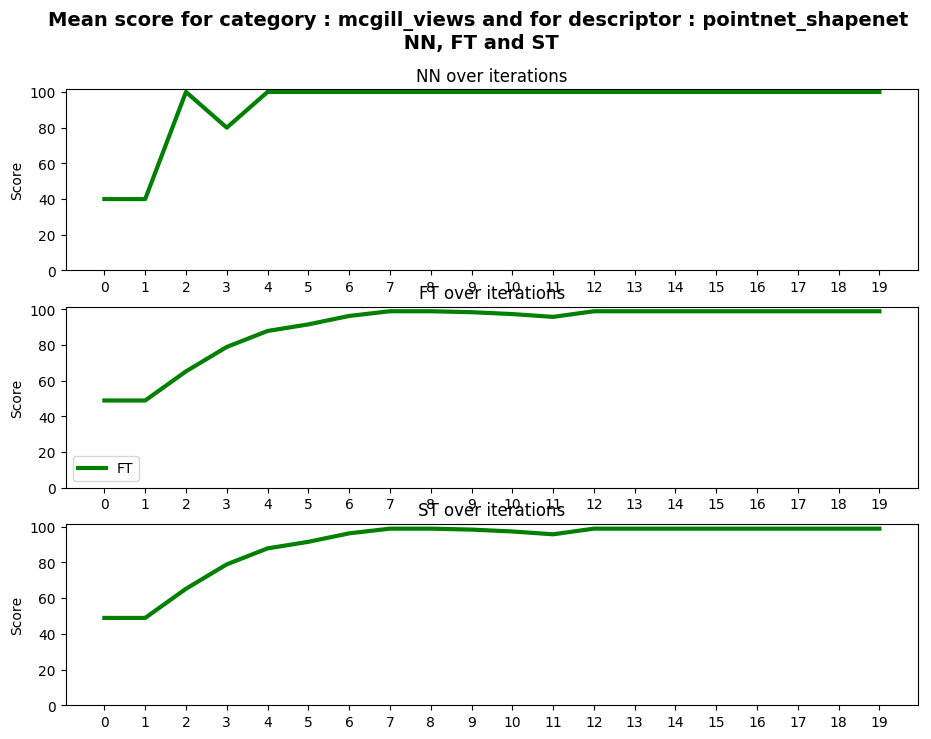 Mean score for category : mcgill_views and for descriptor : pointnet_shapenet
NN, FT and ST
NN over iterations
100
80
60
40
20
0
Score
0 1 2 3 4 5 6 7 8 9 10 11 12 13 14 15 16 17 18 19
FT over iterations
100
80
60
40
20
0
Score
FT
0 1 2 3 4 5 6 7 8 9 10 11 12 13 14 15 16 17 18 19
ST over iterations
100
80
60
40
20
0
Score
0 1 2 3 4 5 6 7 8 9 10 11 12 13 14 15 16 17 18 19